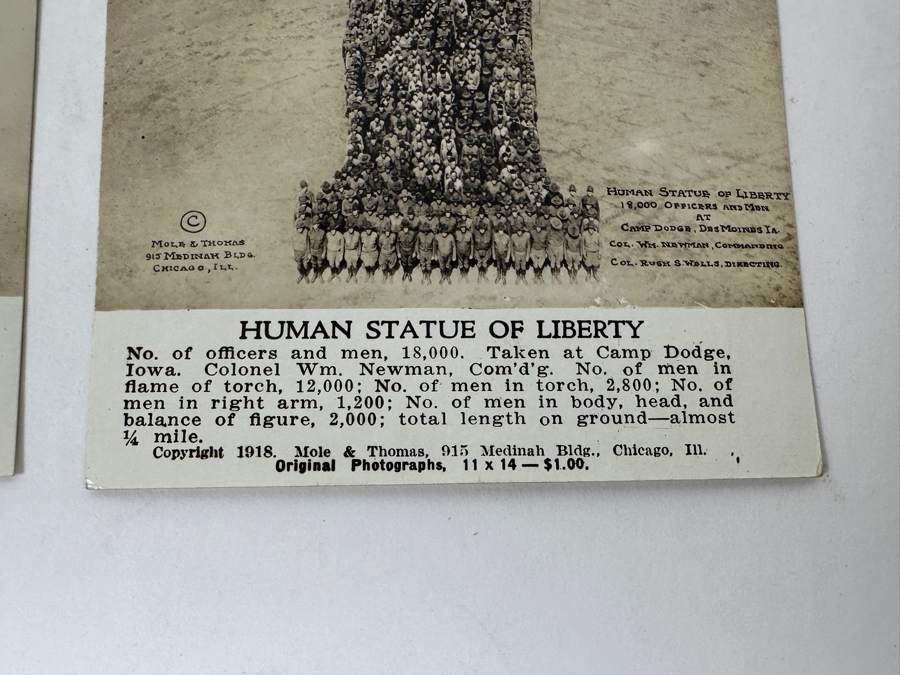 HUMAN STATUE OF LIBERTY
18,000 OFFICERS AND MEN
AT
CAMP DODGE, DES MOINES IA.
COL. WM. NEWMAN, COMMANDING
COL. RUSH S. WELLS, DIRECTING.
©
MOLE & THOMAS
915 MEDINAH BLDG.
CHICAGO, ILL.
HUMAN STATUE OF LIBERTY
No. of officers and men, 18,000. Taken at Camp Dodge,
Iowa. Colonel Wm. Newman, Com'd'g. No. of men in
flame of torch, 12,000; No. of men in torch, 2,800; No. of
men in right arm, 1,200; No. of men in body, head, and
balance of figure, 2,000; total length on ground—almost
¼ mile.
Copyright 1918. Mole & Thomas, 915 Medinah Bldg., Chicago, Ill.
Original Photographs, 11 x 14 — $1.00.